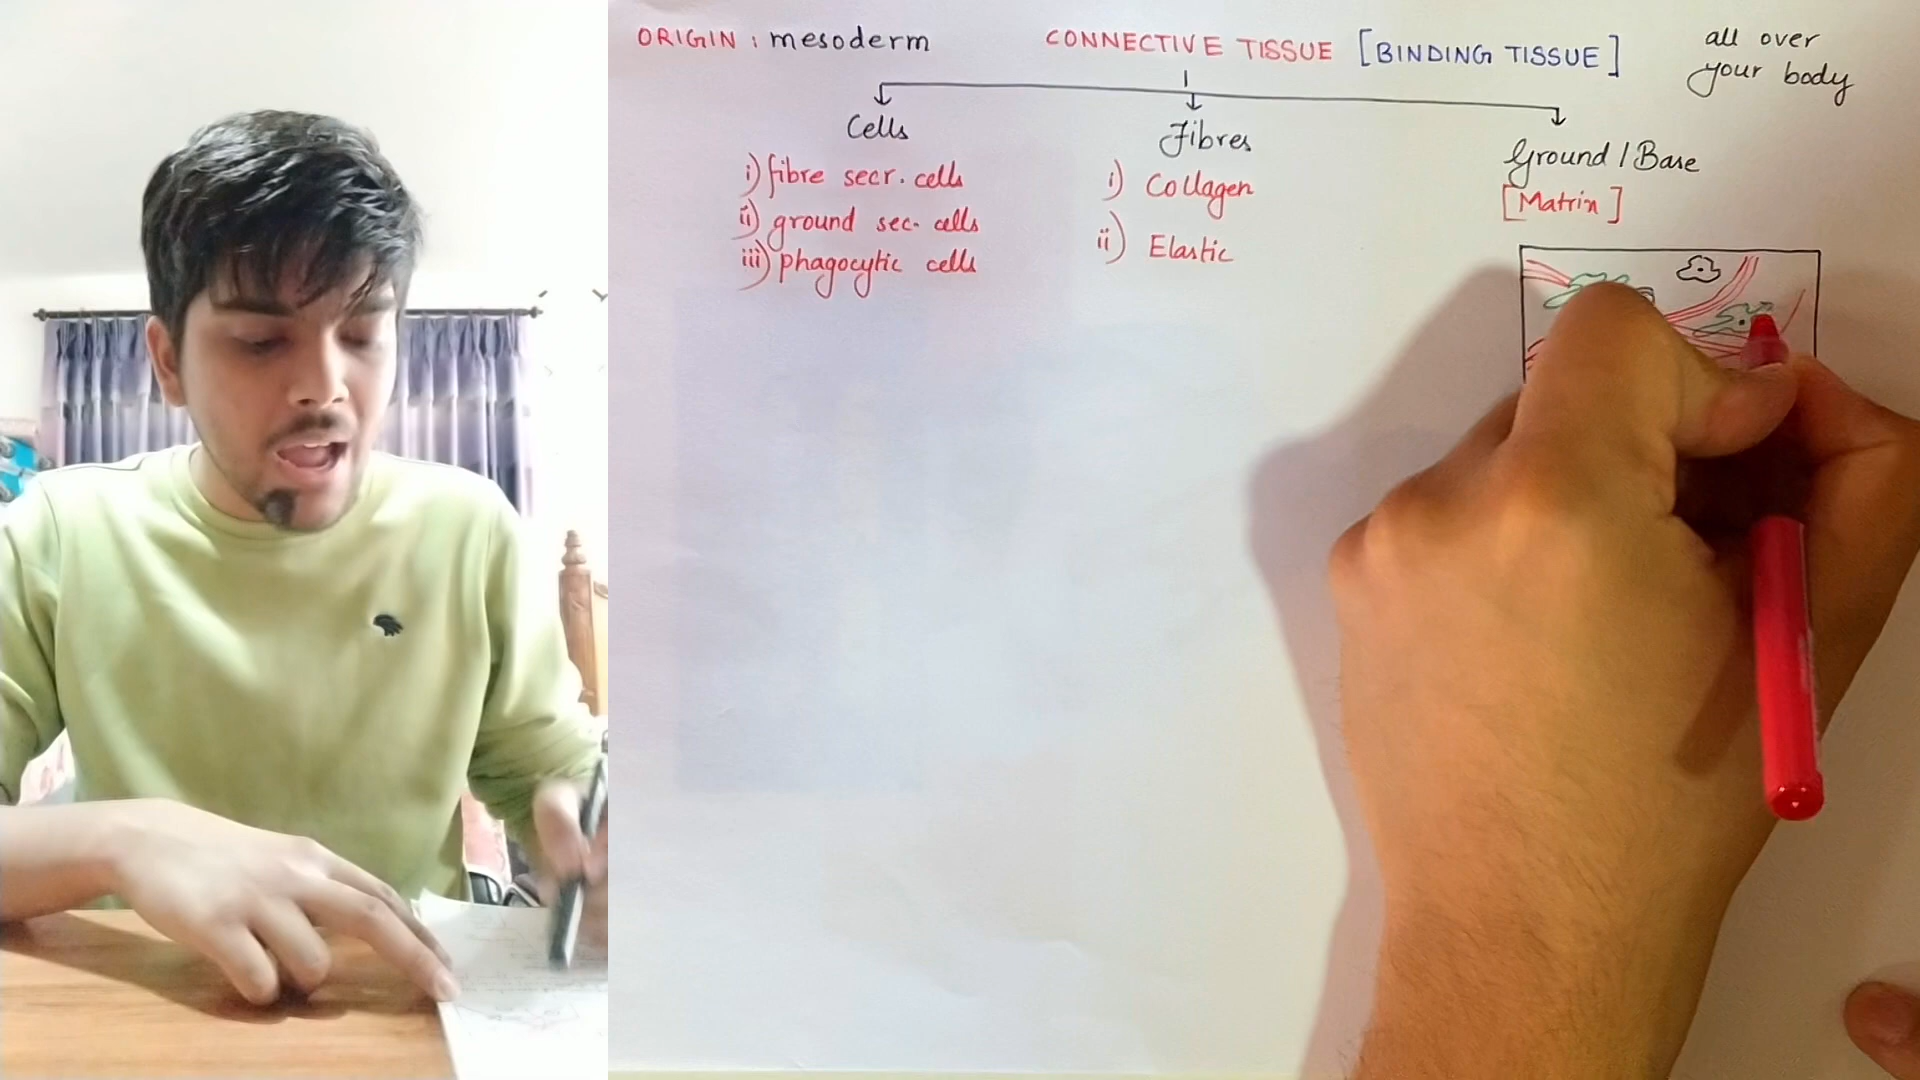 ORIGIN : mesoderm
CONNECTIVE TISSUE [BINDING TISSUE]
all over
your body
Cells
i) fibre secr. cells
ii) ground sec. cells
iii) phagocytic cells
Fibres
i) Collagen
ii) Elastic
Ground / Base
[Matrix]